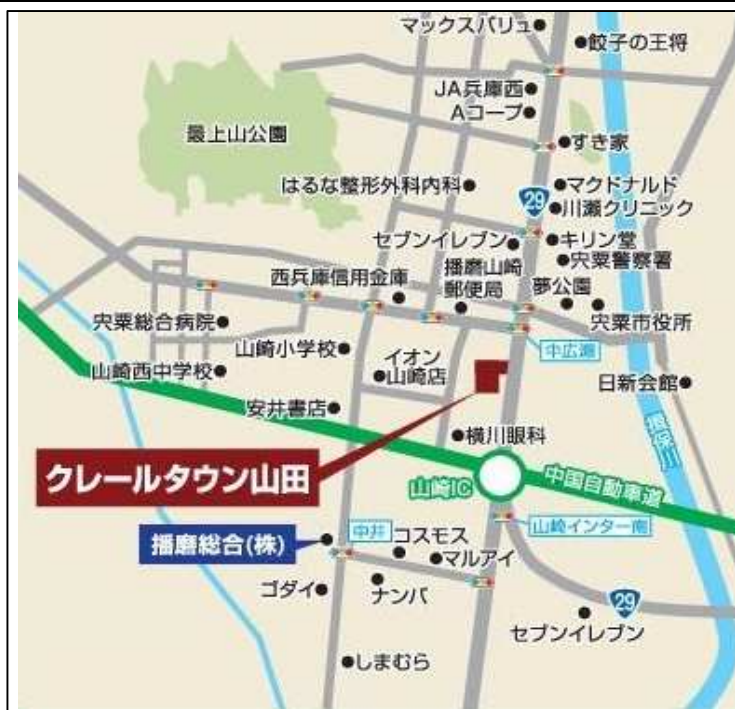 マックスバリュ
餃子の王将
JA兵庫西
Aコープ
すき家
最上山公園
はるな整形外科内科
29
マクドナルド
川瀬クリニック
セブンイレブン
キリン堂
宍粟警察署
西兵庫信用金庫
播磨山崎
郵便局
夢公園
宍粟市役所
宍粟総合病院
山崎小学校
イオン
山崎店
中広瀬
山崎西中学校
日新会館
安井書店
揖保川
横川眼科
クレールタウン山田
山崎IC
中国自動車道
山崎インター南
播磨総合(株)
中井
コスモス
マルアイ
ゴダイ
ナンバ
29
セブンイレブン
しまむら